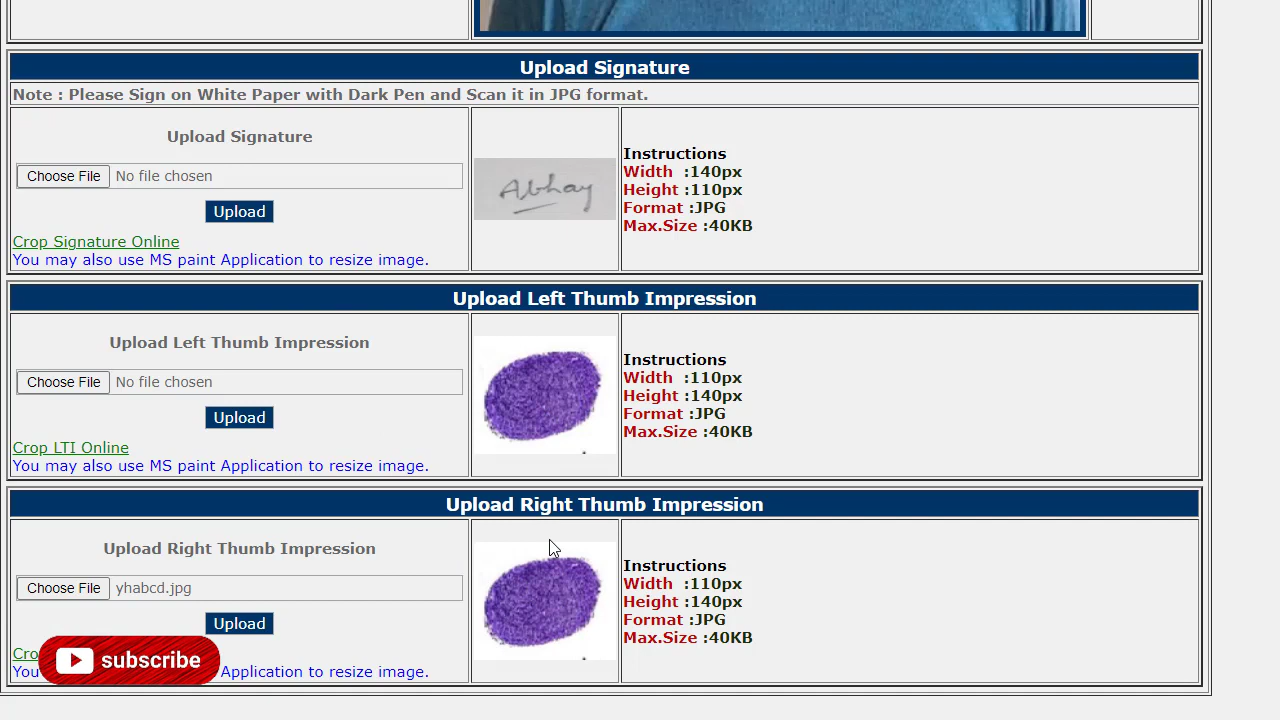 Upload Signature
Note : Please Sign on White Paper with Dark Pen and Scan it in JPG format.
Upload Signature
Choose File No file chosen
Upload
Crop Signature Online
You may also use MS paint Application to resize image.
Abhay
Instructions
Width :140px
Height :110px
Format :JPG
Max.Size :40KB
Upload Left Thumb Impression
Upload Left Thumb Impression
Choose File No file chosen
Upload
Crop LTI Online
You may also use MS paint Application to resize image.
Instructions
Width :110px
Height :140px
Format :JPG
Max.Size :40KB
Upload Right Thumb Impression
Upload Right Thumb Impression
Choose File yhabcd.jpg
Upload
Cro
You Application to resize image.
subscribe
Instructions
Width :110px
Height :140px
Format :JPG
Max.Size :40KB